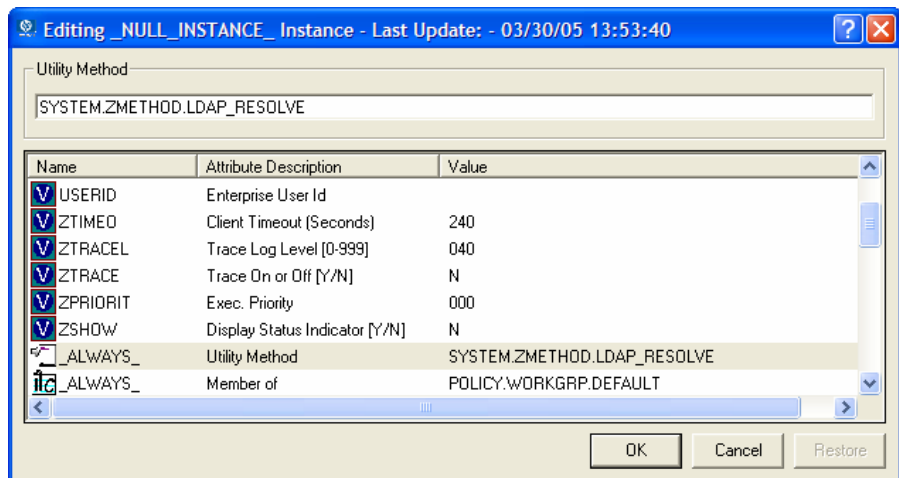 Editing _NULL_INSTANCE_ Instance - Last Update: - 03/30/05 13:53:40
Utility Method
SYSTEM.ZMETHOD.LDAP_RESOLVE
Name Attribute Description Value
V USERID Enterprise User Id
V ZTIMEO Client Timeout (Seconds) 240
V ZTRACEL Trace Log Level [0-999] 040
V ZTRACE Trace On or Off [Y/N] N
V ZPRIORIT Exec. Priority 000
V ZSHOW Display Status Indicator [Y/N] N
_ALWAYS_ Utility Method SYSTEM.ZMETHOD.LDAP_RESOLVE
_ALWAYS_ Member of POLICY.WORKGRP.DEFAULT
OK Cancel Restore